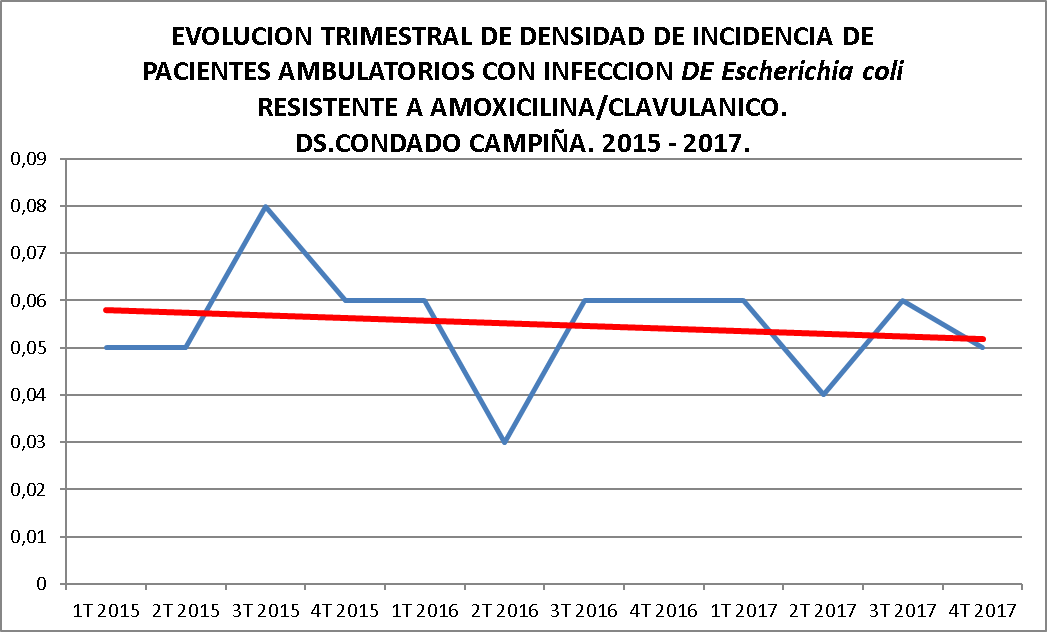 EVOLUCION TRIMESTRAL DE DENSIDAD DE INCIDENCIA DE
PACIENTES AMBULATORIOS CON INFECCION DE Escherichia coli
RESISTENTE A AMOXICILINA/CLAVULANICO.
DS.CONDADO CAMPIÑA. 2015 - 2017.
0,09
0,08
0,07
0,06
0,05
0,04
0,03
0,02
0,01
0
1T 2015 2T 2015 3T 2015 4T 2015 1T 2016 2T 2016 3T 2016 4T 2016 1T 2017 2T 2017 3T 2017 4T 2017